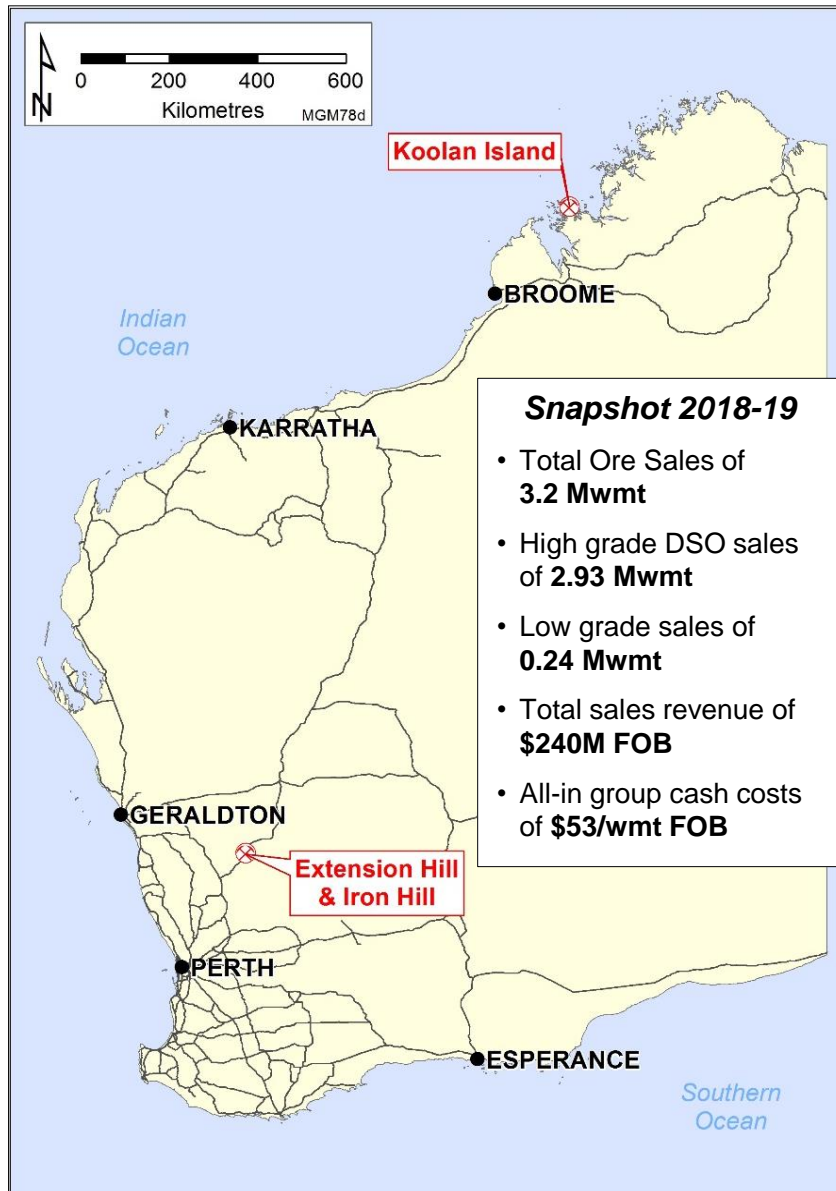 0 200 400 600
N
Kilometres MGM78d
Koolan Island
BROOME
Indian
Ocean
KARRATHA
Snapshot 2018-19
• Total Ore Sales of
3.2 Mwmt
• High grade DSO sales
of 2.93 Mwmt
• Low grade sales of
0.24 Mwmt
• Total sales revenue of
$240M FOB
• All-in group cash costs
of $53/wmt FOB
GERALDTON
Extension Hill
& Iron Hill
PERTH
ESPERANCE
Southern
Ocean